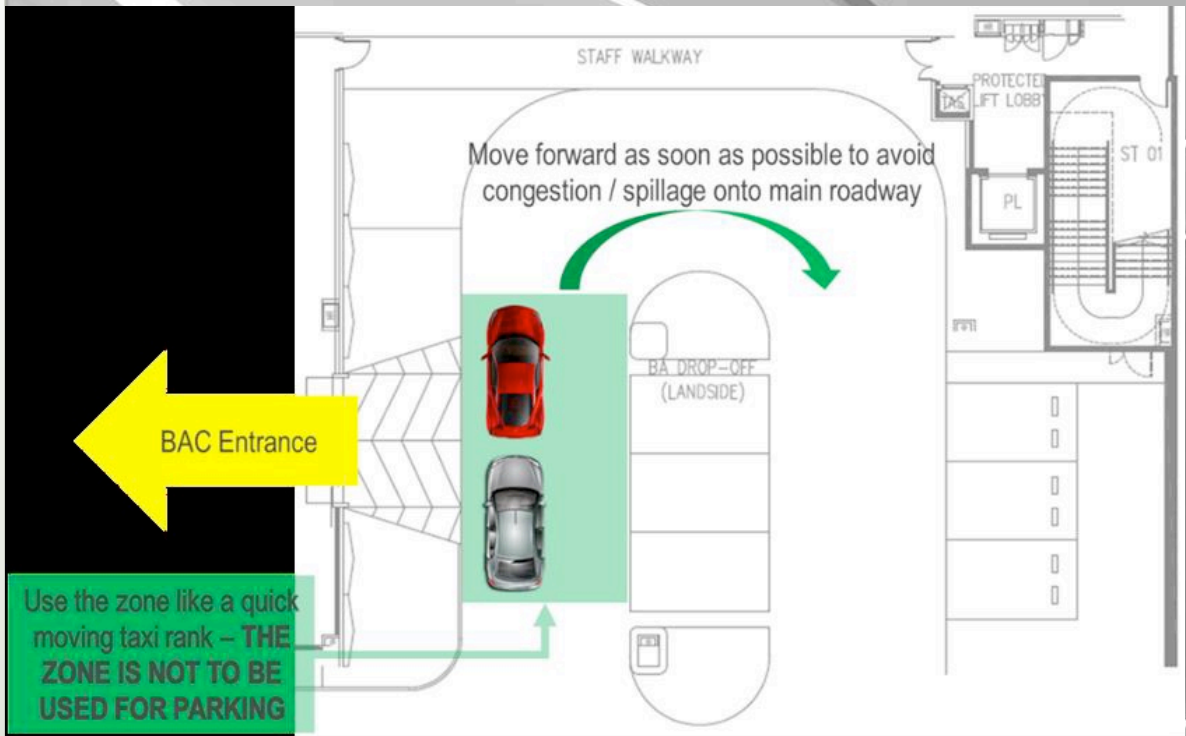 STAFF WALKWAY
PROTECTED
LIFT LOBBY
ST 01
Move forward as soon as possible to avoid
congestion / spillage onto main roadway
PL
BA DROP-OFF
(LANDSIDE)
BAC Entrance
Use the zone like a quick
moving taxi rank – THE
ZONE IS NOT TO BE
USED FOR PARKING